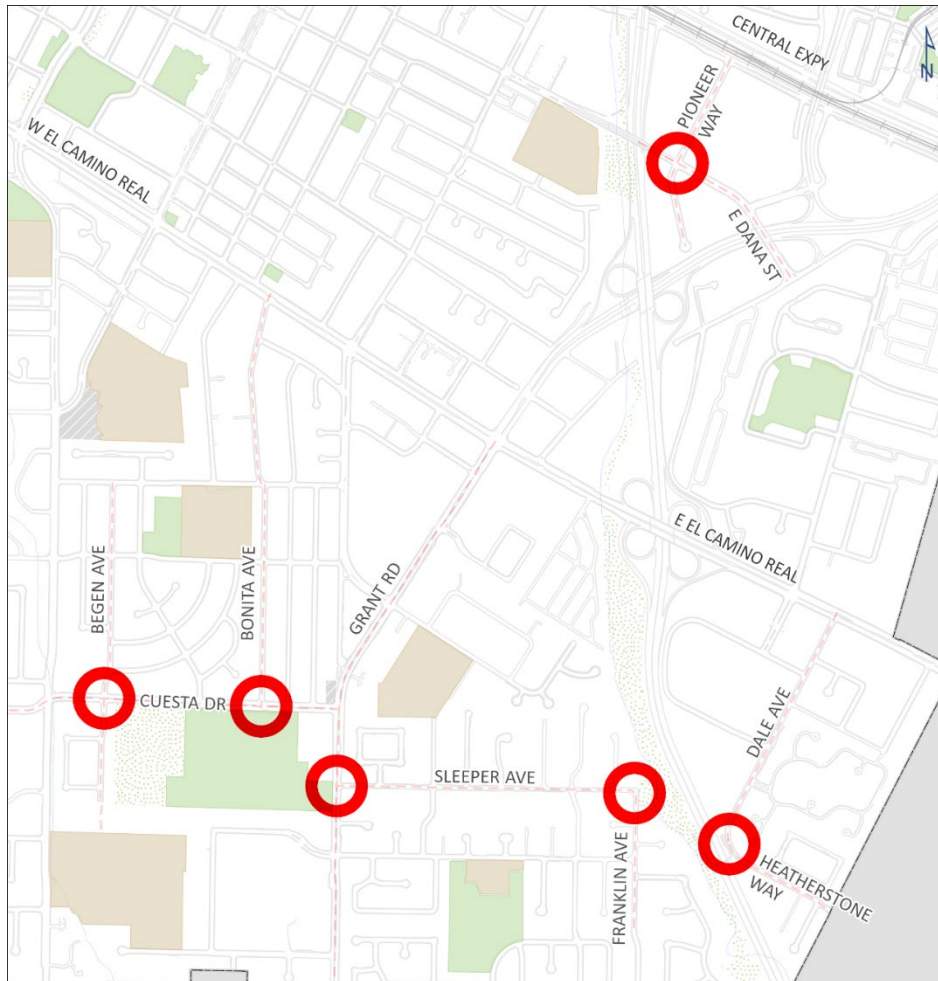 CENTRAL EXPY
PIONEER
WAY
N
W EL CAMINO REAL
E DANA ST
E EL CAMINO REAL
BEGEN AVE
BONITA AVE
GRANT RD
CUESTA DR
DALE AVE
SLEEPER AVE
FRANKLIN AVE
HEATHERSTONE
WAY